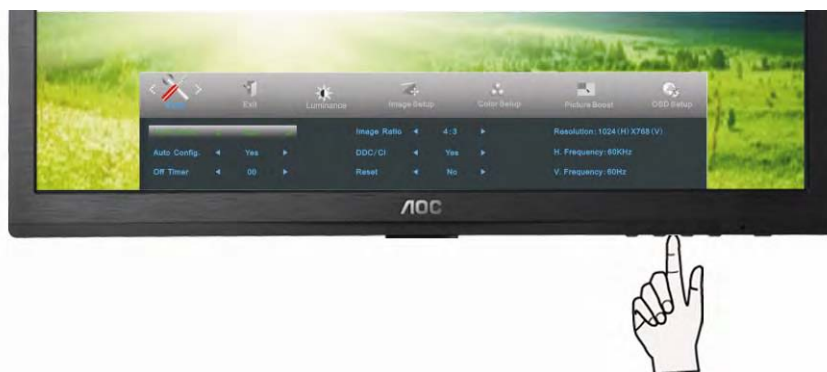 Exit Luminance Image Setup Color Setup Picture Boost OSD Setup
Image Ratio 4:3 Resolution: 1024 (H) X768 (V)
Auto Config. Yes DDC/CI Yes H. Frequency: 60KHz
Off Timer 00 Reset No V. Frequency: 60Hz
AOC